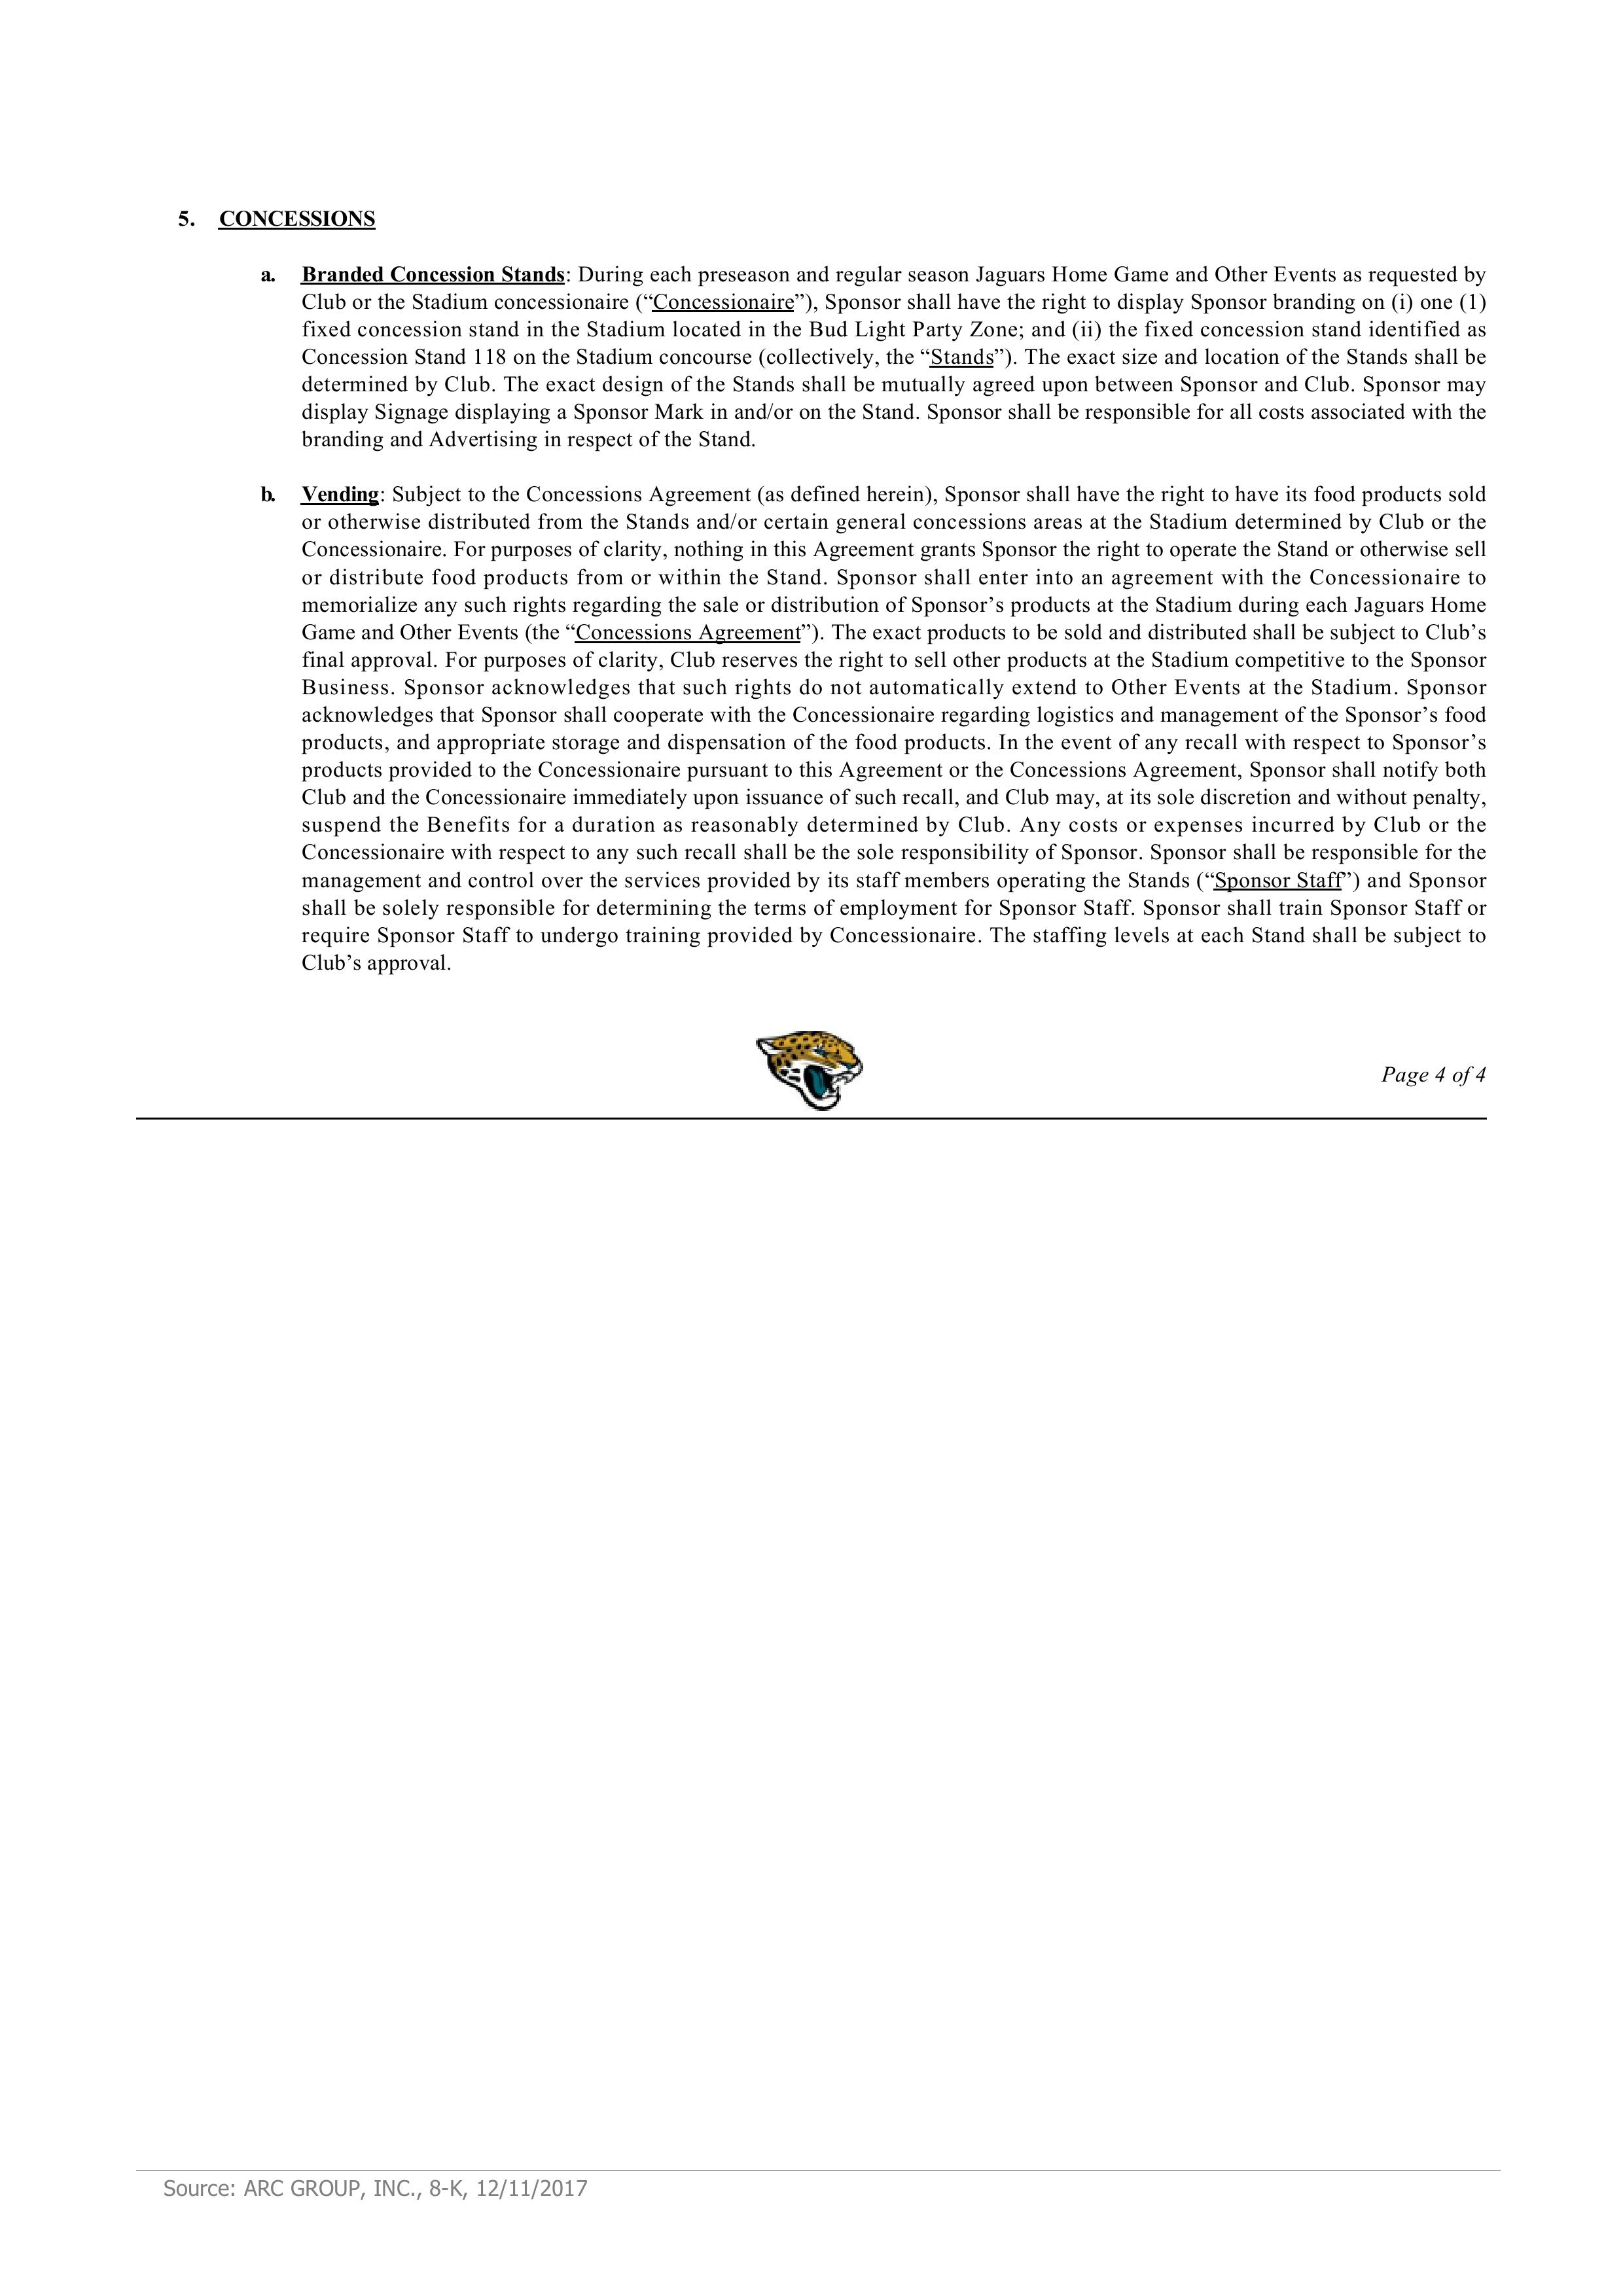 5. CONCESSIONS
a. Branded Concession Stands: During each preseason and regular season Jaguars Home Game and Other Events as requested by
Club or the Stadium concessionaire (“Concessionaire”), Sponsor shall have the right to display Sponsor branding on (i) one (1)
fixed concession stand in the Stadium located in the Bud Light Party Zone; and (ii) the fixed concession stand identified as
Concession Stand 118 on the Stadium concourse (collectively, the “Stands”). The exact size and location of the Stands shall be
determined by Club. The exact design of the Stands shall be mutually agreed upon between Sponsor and Club. Sponsor may
display Signage displaying a Sponsor Mark in and/or on the Stand. Sponsor shall be responsible for all costs associated with the
branding and Advertising in respect of the Stand.
b. Vending: Subject to the Concessions Agreement (as defined herein), Sponsor shall have the right to have its food products sold
or otherwise distributed from the Stands and/or certain general concessions areas at the Stadium determined by Club or the
Concessionaire. For purposes of clarity, nothing in this Agreement grants Sponsor the right to operate the Stand or otherwise sell
or distribute food products from or within the Stand. Sponsor shall enter into an agreement with the Concessionaire to
memorialize any such rights regarding the sale or distribution of Sponsor’s products at the Stadium during each Jaguars Home
Game and Other Events (the “Concessions Agreement”). The exact products to be sold and distributed shall be subject to Club’s
final approval. For purposes of clarity, Club reserves the right to sell other products at the Stadium competitive to the Sponsor
Business. Sponsor acknowledges that such rights do not automatically extend to Other Events at the Stadium. Sponsor
acknowledges that Sponsor shall cooperate with the Concessionaire regarding logistics and management of the Sponsor’s food
products, and appropriate storage and dispensation of the food products. In the event of any recall with respect to Sponsor’s
products provided to the Concessionaire pursuant to this Agreement or the Concessions Agreement, Sponsor shall notify both
Club and the Concessionaire immediately upon issuance of such recall, and Club may, at its sole discretion and without penalty,
suspend the Benefits for a duration as reasonably determined by Club. Any costs or expenses incurred by Club or the
Concessionaire with respect to any such recall shall be the sole responsibility of Sponsor. Sponsor shall be responsible for the
management and control over the services provided by its staff members operating the Stands (“Sponsor Staff”) and Sponsor
shall be solely responsible for determining the terms of employment for Sponsor Staff. Sponsor shall train Sponsor Staff or
require Sponsor Staff to undergo training provided by Concessionaire. The staffing levels at each Stand shall be subject to
Club’s approval.
Page 4 of 4
Source: ARC GROUP, INC., 8-K, 12/11/2017